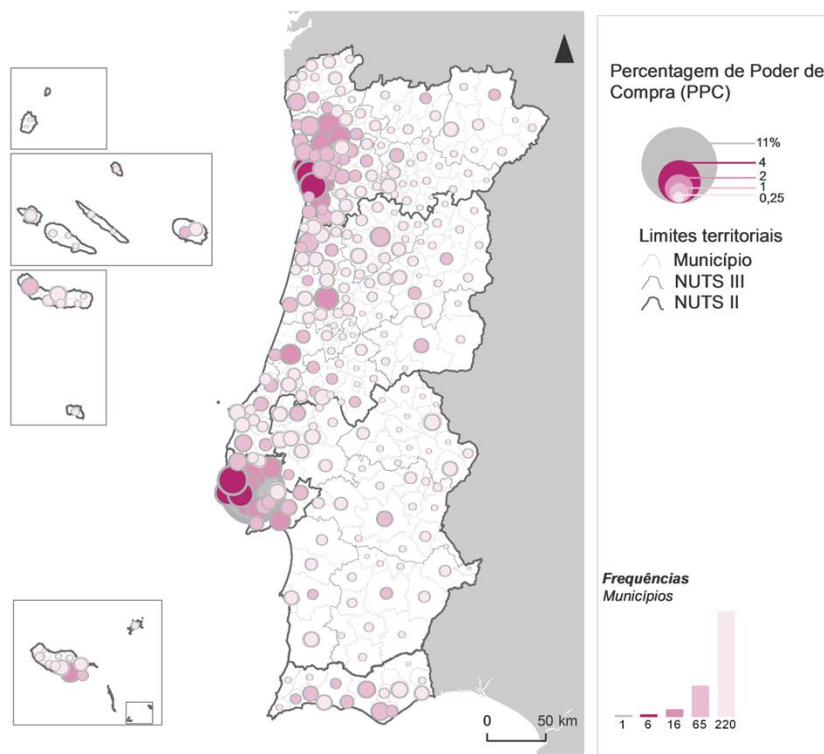 Percentagem de Poder de
Compra (PPC)
11%
4
2
1
0,25
Limites territoriais
Município
NUTS III
NUTS II
Frequências
Municípios
1 6 16 65 220
0 50 km